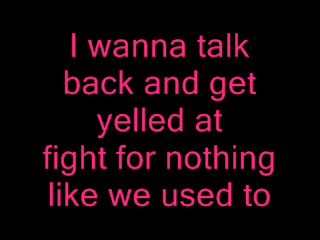 I wanna talk
back and get
yelled at
fight for nothing
like we used to